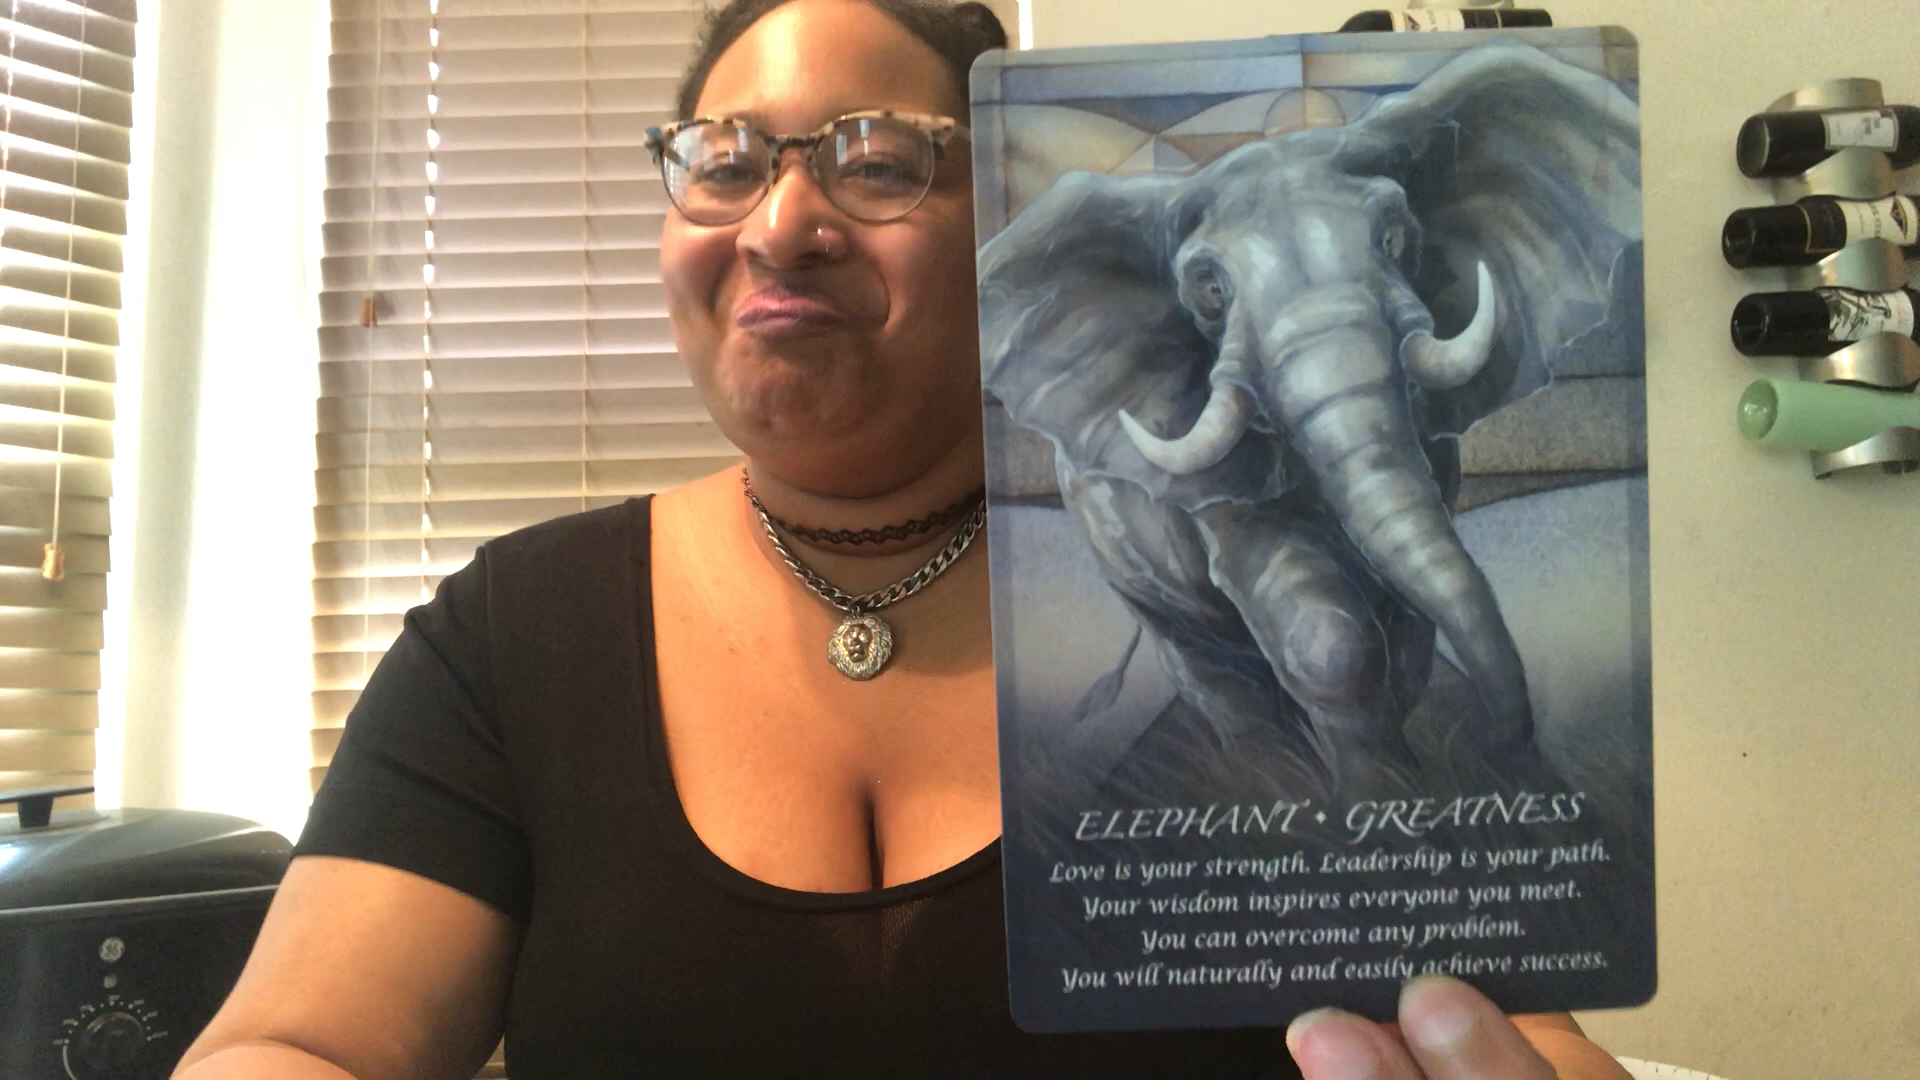 ELEPHANT • GREATNESS
Love is your strength. Leadership is your path.
Your wisdom inspires everyone you meet.
You can overcome any problem.
You will naturally and easily achieve success.